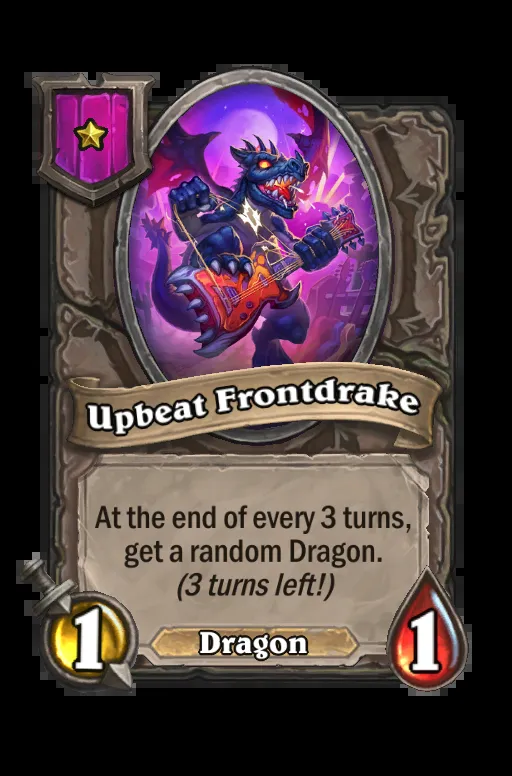 Upbeat Frontdrake
At the end of every 3 turns,
get a random Dragon.
(3 turns left!)
1
Dragon
1